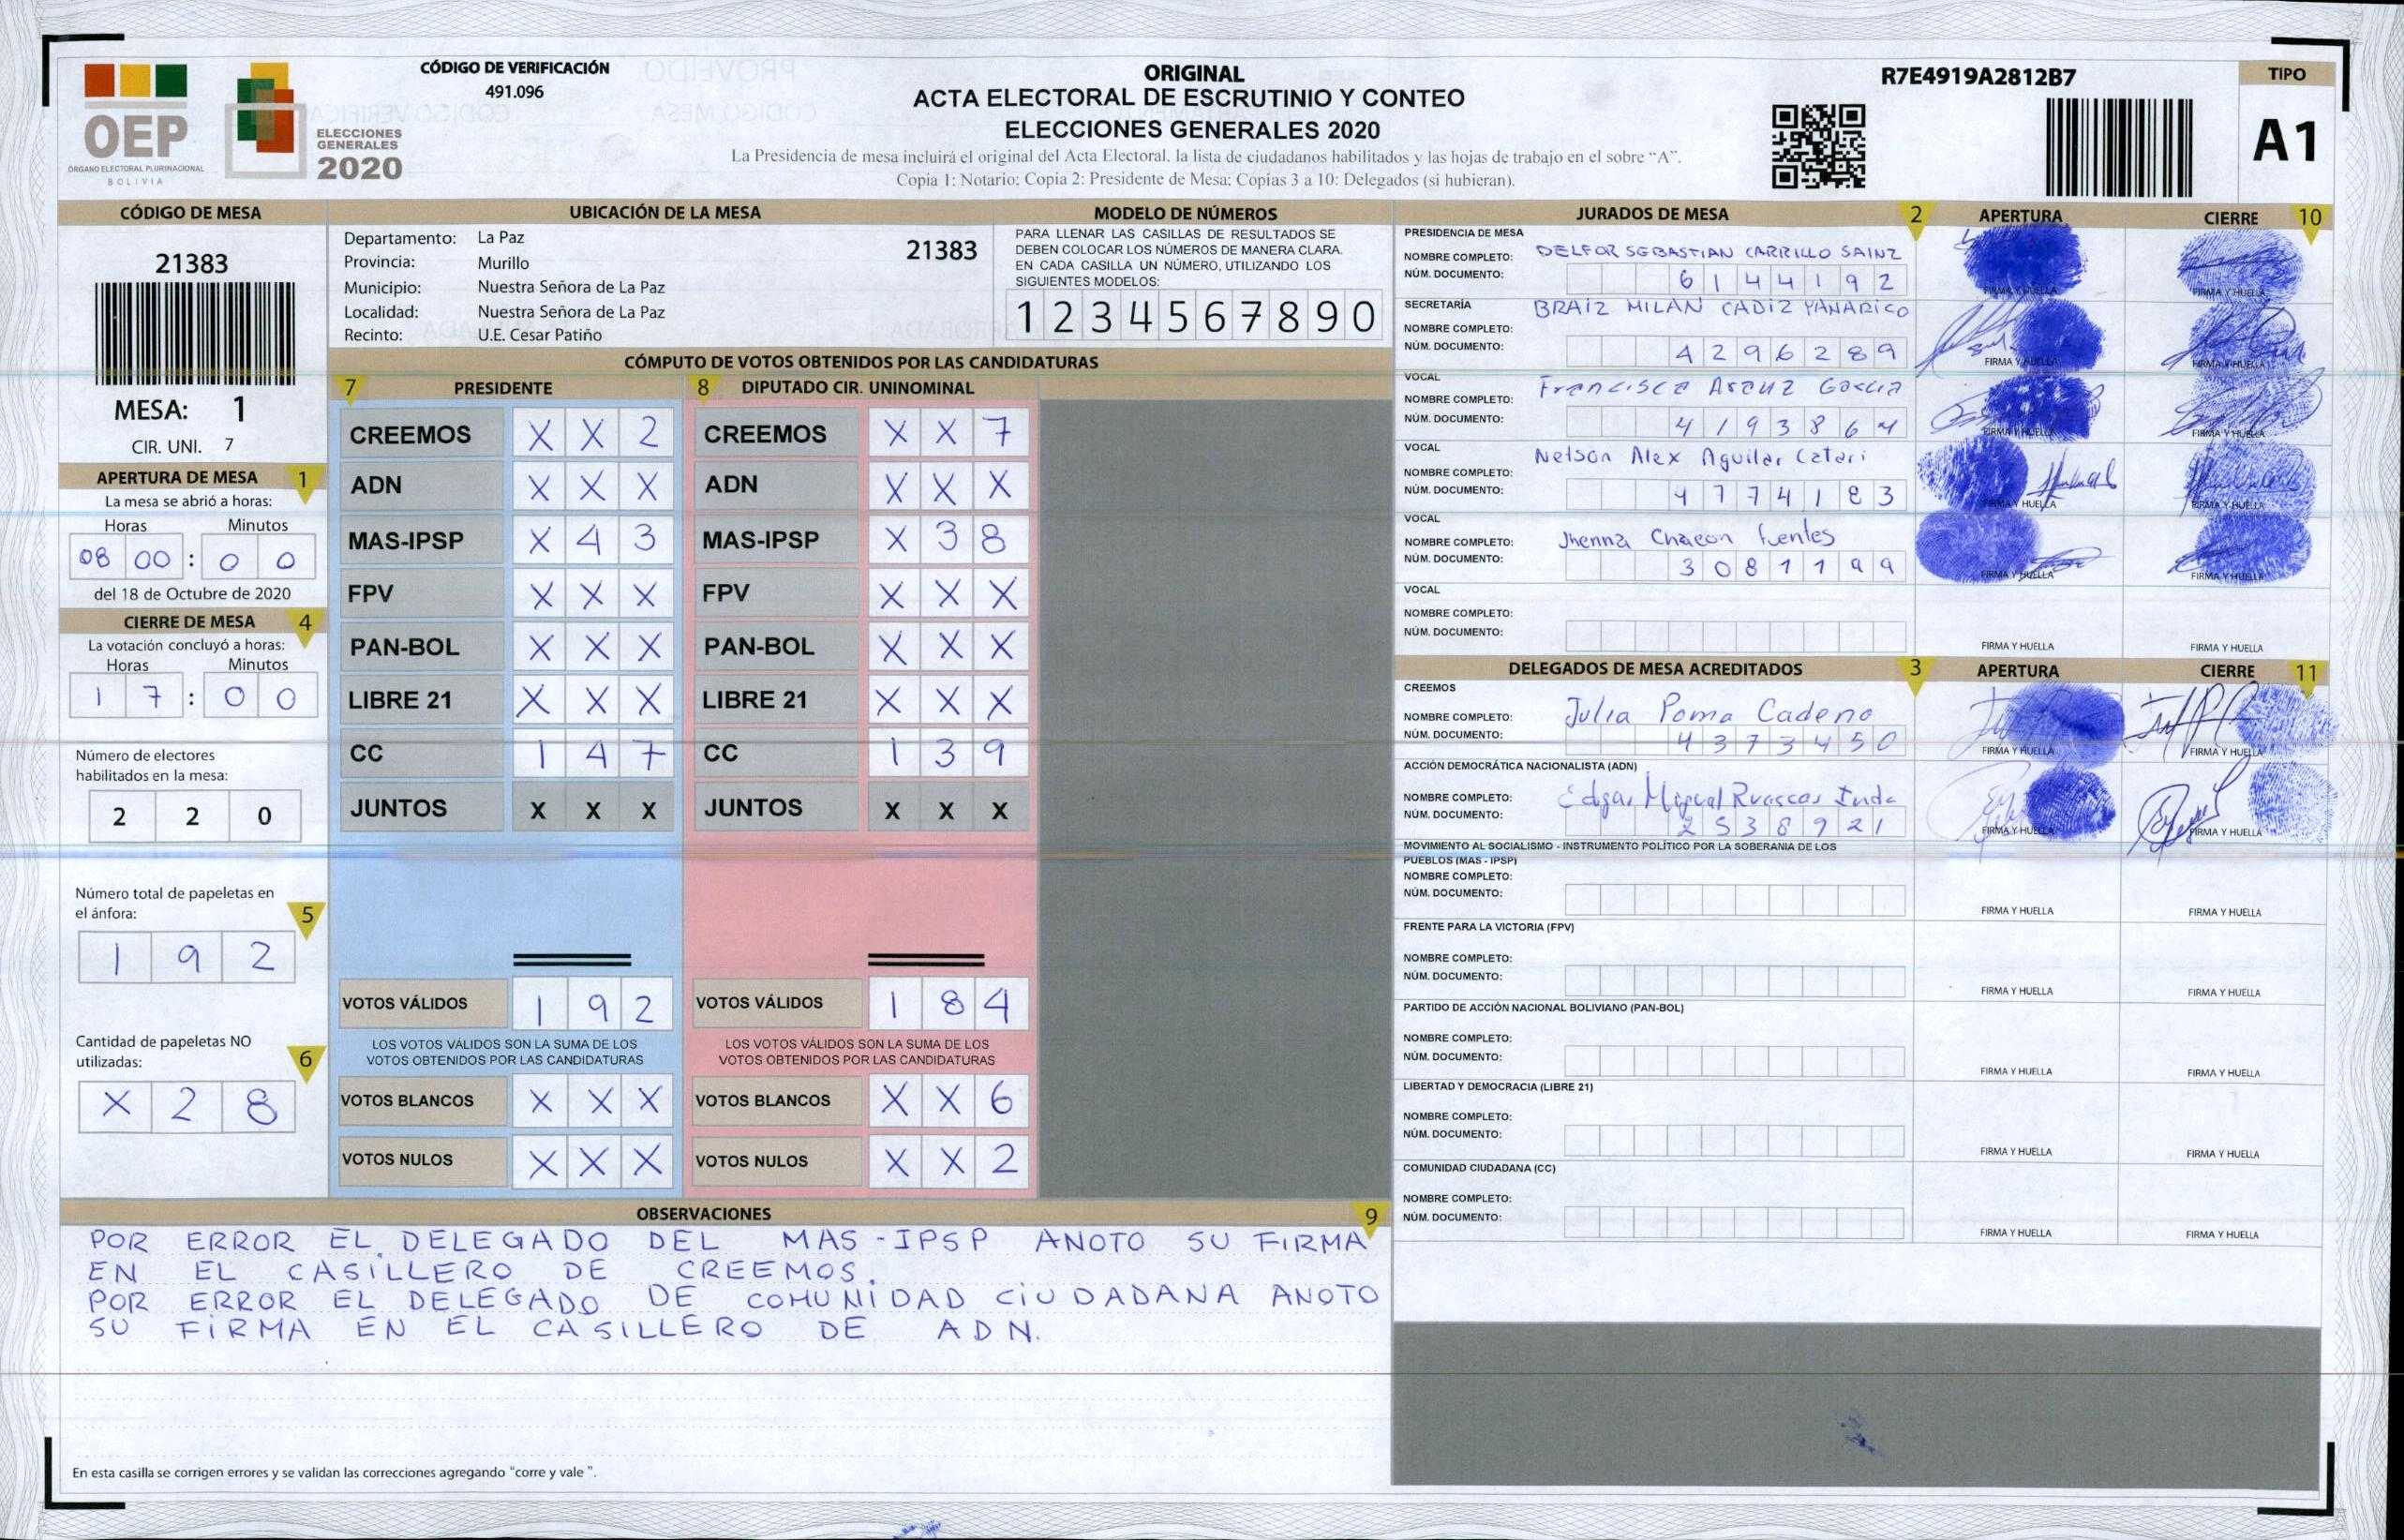 CÓDIGO DE VERIFICACIÓN
491.096
OEP
ÓRGANO ELECTORAL PLURINACIONAL
BOLIVIA
ELECCIONES
GENERALES
2020
ORIGINAL
ACTA ELECTORAL DE ESCRUTINIO Y CONTEO
ELECCIONES GENERALES 2020
La Presidencia de mesa incluirá el original del Acta Electoral, la lista de ciudadanos habilitados y las hojas de trabajo en el sobre “A”.
Copia 1: Notario; Copia 2: Presidente de Mesa; Copias 3 a 10: Delegados (si hubieran).
R7E4919A2812B7
TIPO
A1
CÓDIGO DE MESA
21383
MESA: 1
CIR. UNI. 7
APERTURA DE MESA 1
La mesa se abrió a horas:
Horas Minutos
08 00 : 0 0
del 18 de Octubre de 2020
CIERRE DE MESA 4
La votación concluyó a horas:
Horas Minutos
1 7 : 0 0
Número de electores
habilitados en la mesa:
2 2 0
Número total de papeletas en
el ánfora: 5
1 9 2
Cantidad de papeletas NO
utilizadas: 6
X 2 8
UBICACIÓN DE LA MESA
Departamento: La Paz 21383
Provincia: Murillo
Municipio: Nuestra Señora de La Paz
Localidad: Nuestra Señora de La Paz
Recinto: U.E. Cesar Patiño
MODELO DE NÚMEROS
PARA LLENAR LAS CASILLAS DE RESULTADOS SE
DEBEN COLOCAR LOS NÚMEROS DE MANERA CLARA.
EN CADA CASILLA UN NÚMERO, UTILIZANDO LOS
SIGUIENTES MODELOS:
1 2 3 4 5 6 7 8 9 0
CÓMPUTO DE VOTOS OBTENIDOS POR LAS CANDIDATURAS
7 PRESIDENTE
CREEMOS X X 2
ADN X X X
MAS-IPSP X 4 3
FPV X X X
PAN-BOL X X X
LIBRE 21 X X X
CC 1 4 7
JUNTOS X X X
VOTOS VÁLIDOS 1 9 2
LOS VOTOS VÁLIDOS SON LA SUMA DE LOS
VOTOS OBTENIDOS POR LAS CANDIDATURAS
VOTOS BLANCOS X X X
VOTOS NULOS X X X
8 DIPUTADO CIR. UNINOMINAL
CREEMOS X X 7
ADN X X X
MAS-IPSP X 3 8
FPV X X X
PAN-BOL X X X
LIBRE 21 X X X
CC 1 3 9
JUNTOS X X X
VOTOS VÁLIDOS 1 8 4
LOS VOTOS VÁLIDOS SON LA SUMA DE LOS
VOTOS OBTENIDOS POR LAS CANDIDATURAS
VOTOS BLANCOS X X 6
VOTOS NULOS X X 2
OBSERVACIONES 9
POR ERROR EL DELEGADO DEL MAS-IPSP ANOTO SU FIRMA
EN EL CASILLERO DE CREEMOS.
POR ERROR EL DELEGADO DE COMUNIDAD CIUDADANA ANOTO
SU FIRMA EN EL CASILLERO DE ADN.
En esta casilla se corrigen errores y se validan las correcciones agregando "corre y vale ".
JURADOS DE MESA 2 APERTURA CIERRE 10
PRESIDENCIA DE MESA
NOMBRE COMPLETO: DELFOR SEBASTIAN CARRILLO SAINZ
NÚM. DOCUMENTO: 6 1 4 4 1 9 2
FIRMA Y HUELLA FIRMA Y HUELLA
SECRETARÍA
NOMBRE COMPLETO: BRAIZ MILAN CADIZ YANARICO
NÚM. DOCUMENTO: 4 2 9 6 2 8 9
FIRMA Y HUELLA FIRMA Y HUELLA
VOCAL
NOMBRE COMPLETO: Francisca Arauz Garcia
NÚM. DOCUMENTO: 4 1 9 3 8 6 4
FIRMA Y HUELLA FIRMA Y HUELLA
VOCAL
NOMBRE COMPLETO: Nelson Alex Aguilar Catari
NÚM. DOCUMENTO: 4 7 7 4 1 8 3
FIRMA Y HUELLA FIRMA Y HUELLA
VOCAL
NOMBRE COMPLETO: Jhenna Chacon fuentes
NÚM. DOCUMENTO: 3 0 8 1 1 9 9
FIRMA Y HUELLA FIRMA Y HUELLA
VOCAL
NOMBRE COMPLETO:
NÚM. DOCUMENTO:
FIRMA Y HUELLA FIRMA Y HUELLA
DELEGADOS DE MESA ACREDITADOS 3 APERTURA CIERRE 11
CREEMOS
NOMBRE COMPLETO: Julia Poma Cadena
NÚM. DOCUMENTO: 4 3 7 3 4 5 0
FIRMA Y HUELLA FIRMA Y HUELLA
ACCIÓN DEMOCRÁTICA NACIONALISTA (ADN)
NOMBRE COMPLETO: Edgar Miguel
NÚM. DOCUMENTO: 2 5 3 8 9 2 1
FIRMA Y HUELLA FIRMA Y HUELLA
MOVIMIENTO AL SOCIALISMO - INSTRUMENTO POLÍTICO POR LA SOBERANIA DE LOS
PUEBLOS (MAS - IPSP)
NOMBRE COMPLETO:
NÚM. DOCUMENTO:
FIRMA Y HUELLA FIRMA Y HUELLA
FRENTE PARA LA VICTORIA (FPV)
NOMBRE COMPLETO:
NÚM. DOCUMENTO:
FIRMA Y HUELLA FIRMA Y HUELLA
PARTIDO DE ACCIÓN NACIONAL BOLIVIANO (PAN-BOL)
NOMBRE COMPLETO:
NÚM. DOCUMENTO:
FIRMA Y HUELLA FIRMA Y HUELLA
LIBERTAD Y DEMOCRACIA (LIBRE 21)
NOMBRE COMPLETO:
NÚM. DOCUMENTO:
FIRMA Y HUELLA FIRMA Y HUELLA
COMUNIDAD CIUDADANA (CC)
NOMBRE COMPLETO:
NÚM. DOCUMENTO:
FIRMA Y HUELLA FIRMA Y HUELLA